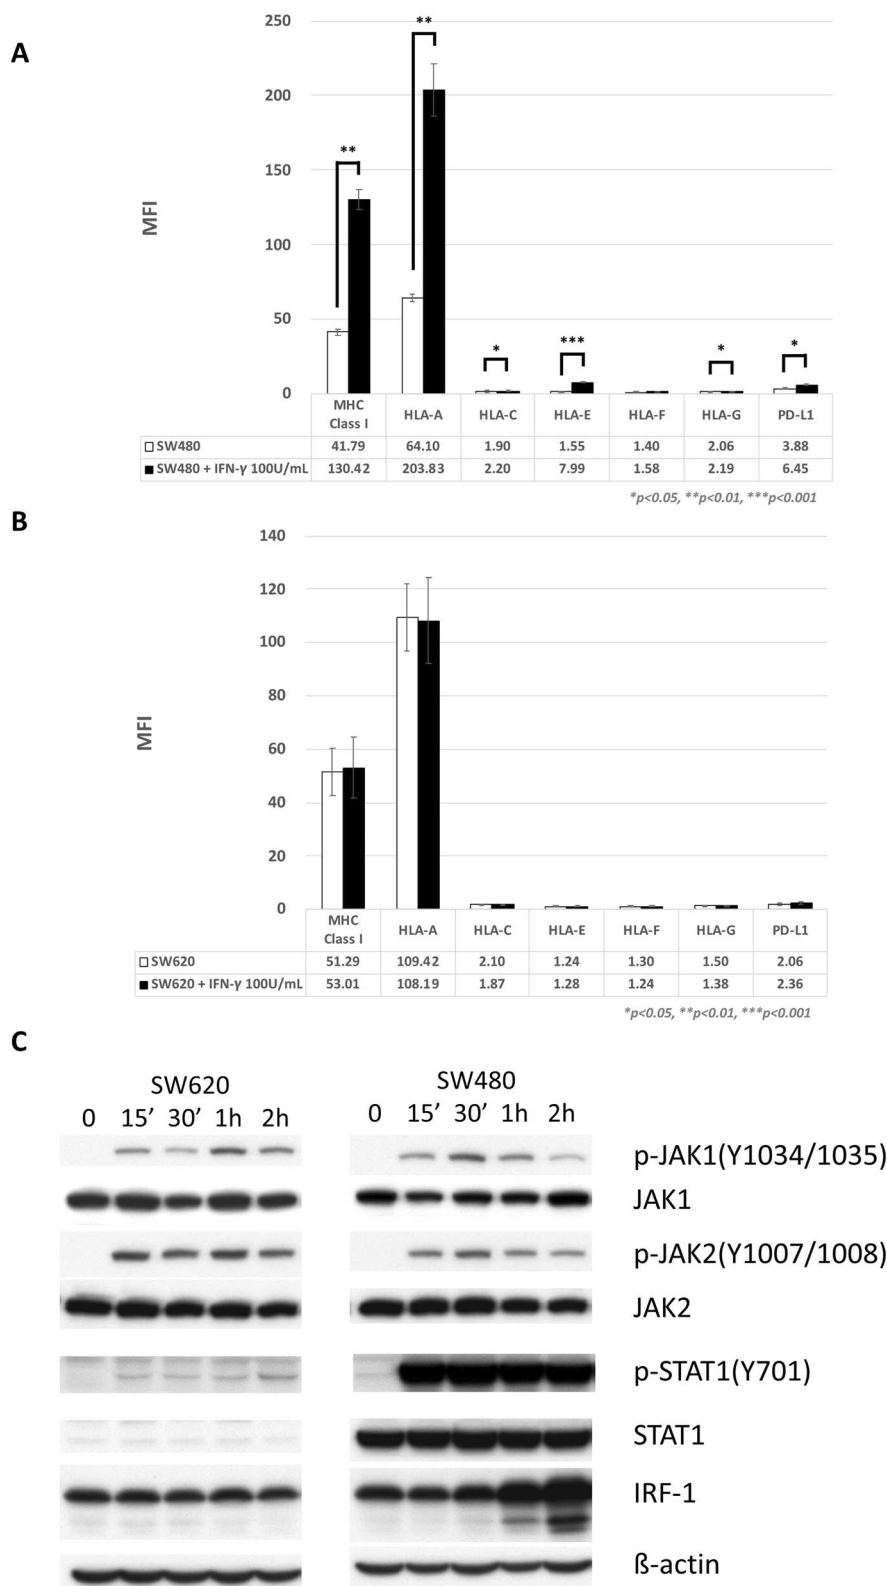 A
250
200
150
100
50
0
MFI
**
**
*
***
*
*
MHC Class I HLA-A HLA-C HLA-E HLA-F HLA-G PD-L1
SW480 41.79 64.10 1.90 1.55 1.40 2.06 3.88
SW480 + IFN-γ 100U/mL 130.42 203.83 2.20 7.99 1.58 2.19 6.45
*p<0.05, **p<0.01, ***p<0.001
B
140
120
100
80
60
40
20
0
MFI
MHC Class I HLA-A HLA-C HLA-E HLA-F HLA-G PD-L1
SW620 51.29 109.42 2.10 1.24 1.30 1.50 2.06
SW620 + IFN-γ 100U/mL 53.01 108.19 1.87 1.28 1.24 1.38 2.36
*p<0.05, **p<0.01, ***p<0.001
C
SW620 SW480
0 15’ 30’ 1h 2h 0 15’ 30’ 1h 2h
p-JAK1(Y1034/1035)
JAK1
p-JAK2(Y1007/1008)
JAK2
p-STAT1(Y701)
STAT1
IRF-1
ß-actin